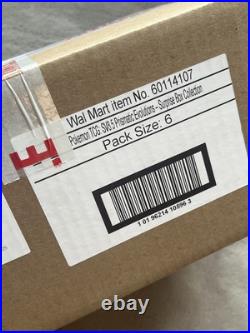 Wal Mart item No. 60114107
Pokemon TCG: SV8.5 Prismatic Evolutions - Surprise Box Collection
Pack Size: 6
1 01 96214 10896 3